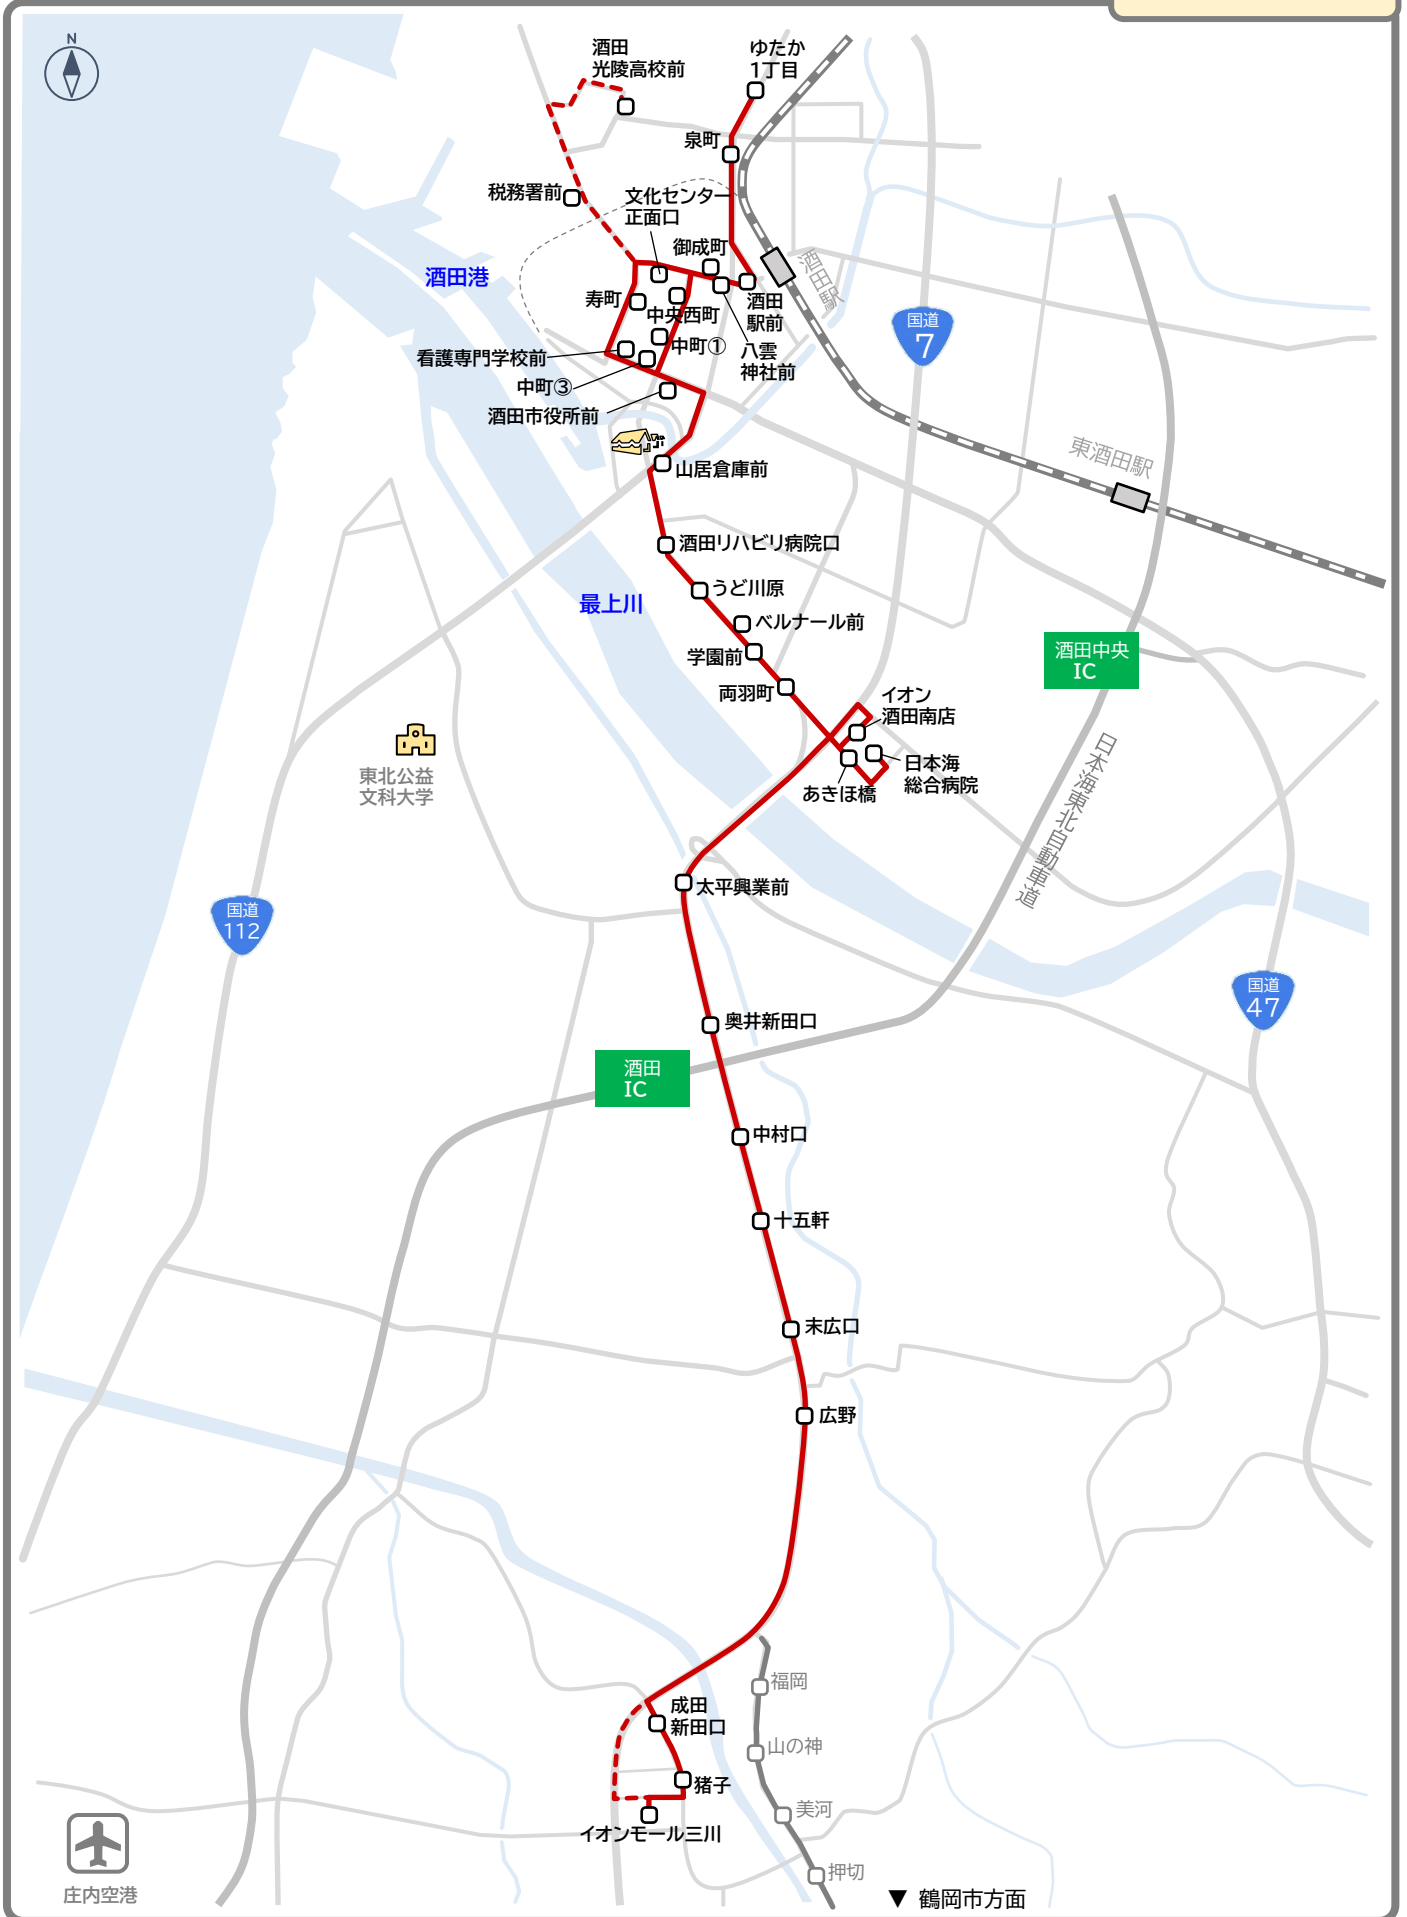 N
酒田
光陵高校前
ゆたか
1丁目
泉町
税務署前
文化センター
正面口
御成町
酒田港
寿町
中央西町
酒田
駅前
酒田駅
国道
7
看護専門学校前
中町①
八雲
神社前
中町③
酒田市役所前
山居倉庫前
東酒田駅
酒田リハビリ病院口
うど川原
最上川
ベルナール前
学園前
酒田中央
IC
両羽町
イオン
酒田南店
日本海
総合病院
あきほ橋
日本海東北自動車道
東北公益
文科大学
太平興業前
国道
112
国道
47
奥井新田口
酒田
IC
中村口
十五軒
末広口
広野
福岡
成田
新田口
山の神
猪子
美河
イオンモール三川
押切
庄内空港
▼ 鶴岡市方面